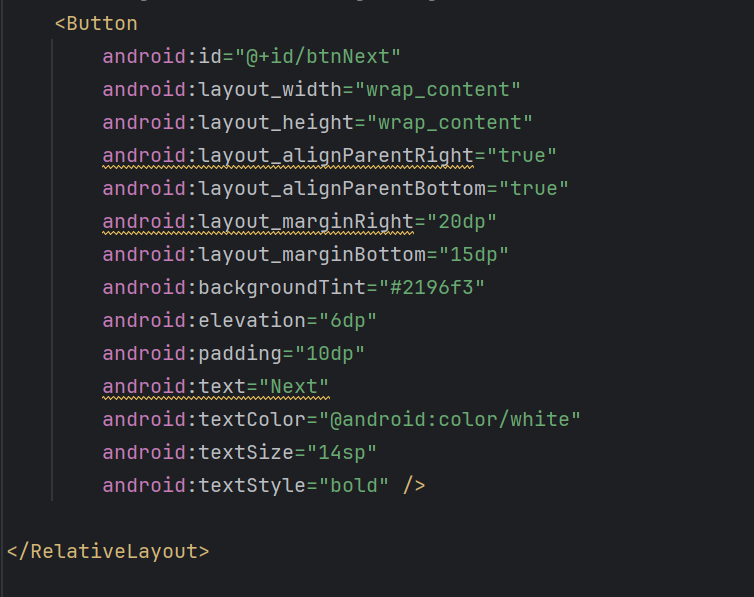 <Button
android:id="@+id/btnNext"
android:layout_width="wrap_content"
android:layout_height="wrap_content"
android:layout_alignParentRight="true"
android:layout_alignParentBottom="true"
android:layout_marginRight="20dp"
android:layout_marginBottom="15dp"
android:backgroundTint="#2196f3"
android:elevation="6dp"
android:padding="10dp"
android:text="Next"
android:textColor="@android:color/white"
android:textSize="14sp"
android:textStyle="bold" />
</RelativeLayout>